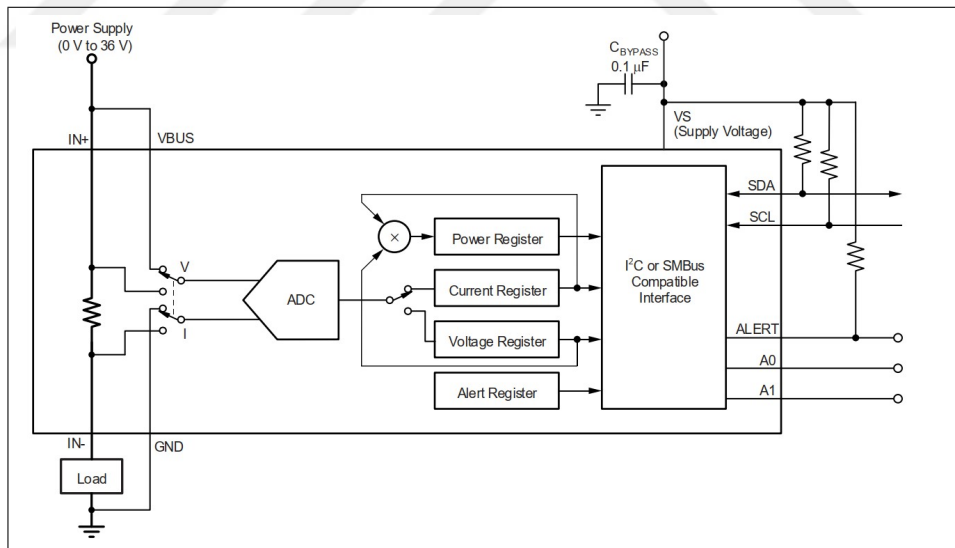 Power Supply
(0 V to 36 V)
C_BYPASS
0.1 µF
VS
(Supply Voltage)
IN+
VBUS
SDA
SCL
V
I
ADC
×
Power Register
Current Register
Voltage Register
Alert Register
I²C or SMBus
Compatible
Interface
ALERT
A0
A1
IN-
GND
Load